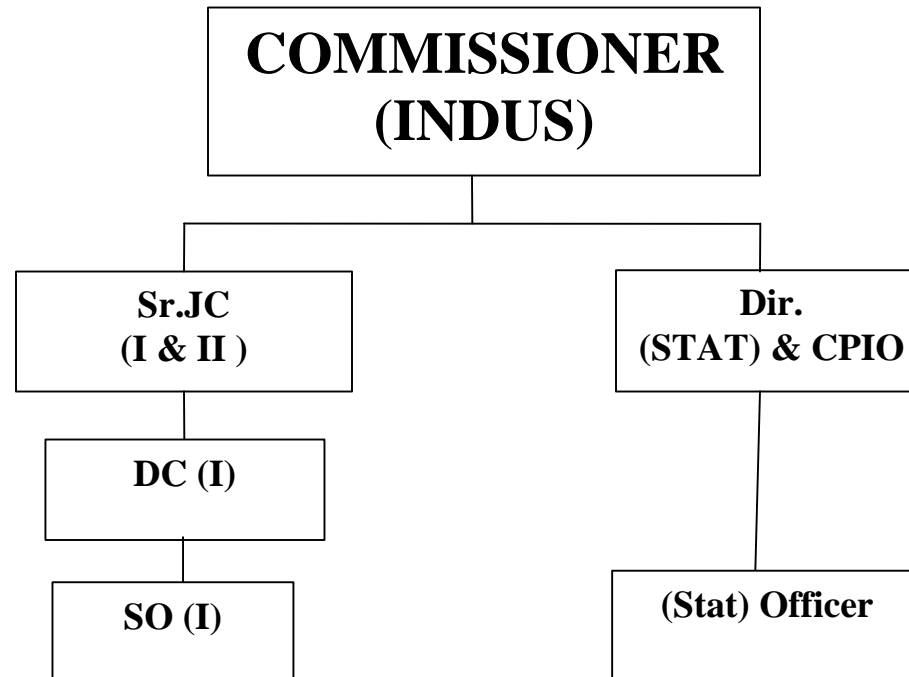 COMMISSIONER
(INDUS)
Sr.JC
(I & II )
Dir.
(STAT) & CPIO
DC (I)
SO (I)
(Stat) Officer